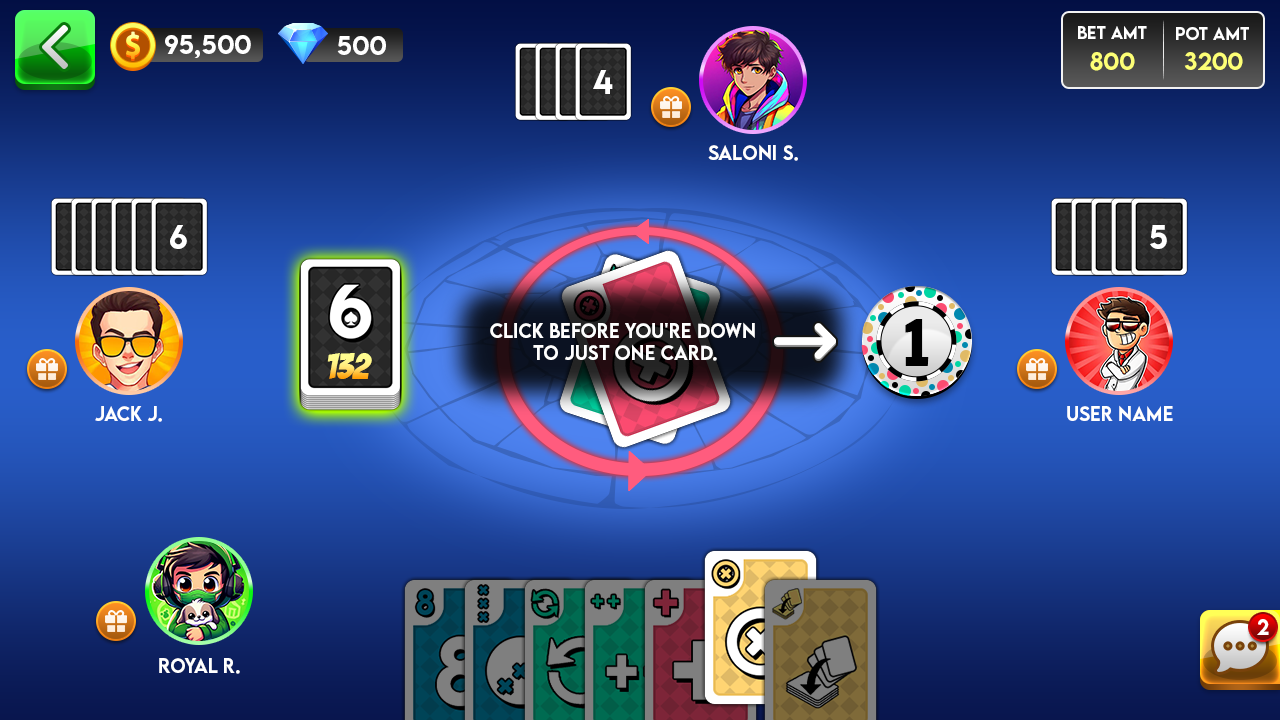 95,500
500
BET AMT
800
POT AMT
3200
4
SALONI S.
6
5
6
132
CLICK BEFORE YOU'RE DOWN
TO JUST ONE CARD.
1
JACK J.
USER NAME
ROYAL R.
8
8
2